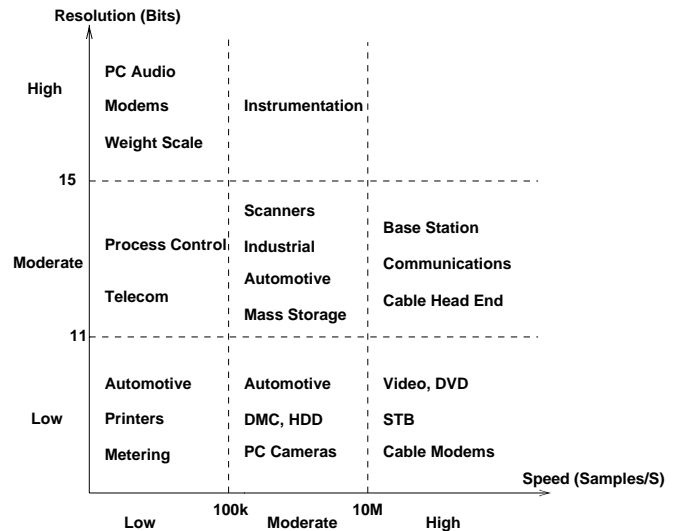 Resolution (Bits)
PC Audio
High
Modems
Instrumentation
Weight Scale
15
Scanners
Base Station
Process Control
Industrial
Moderate
Communications
Automotive
Telecom
Cable Head End
Mass Storage
11
Automotive
Automotive
Video, DVD
Low
Printers
DMC, HDD
STB
Metering
PC Cameras
Cable Modems
Speed (Samples/S)
100k
10M
Low
Moderate
High